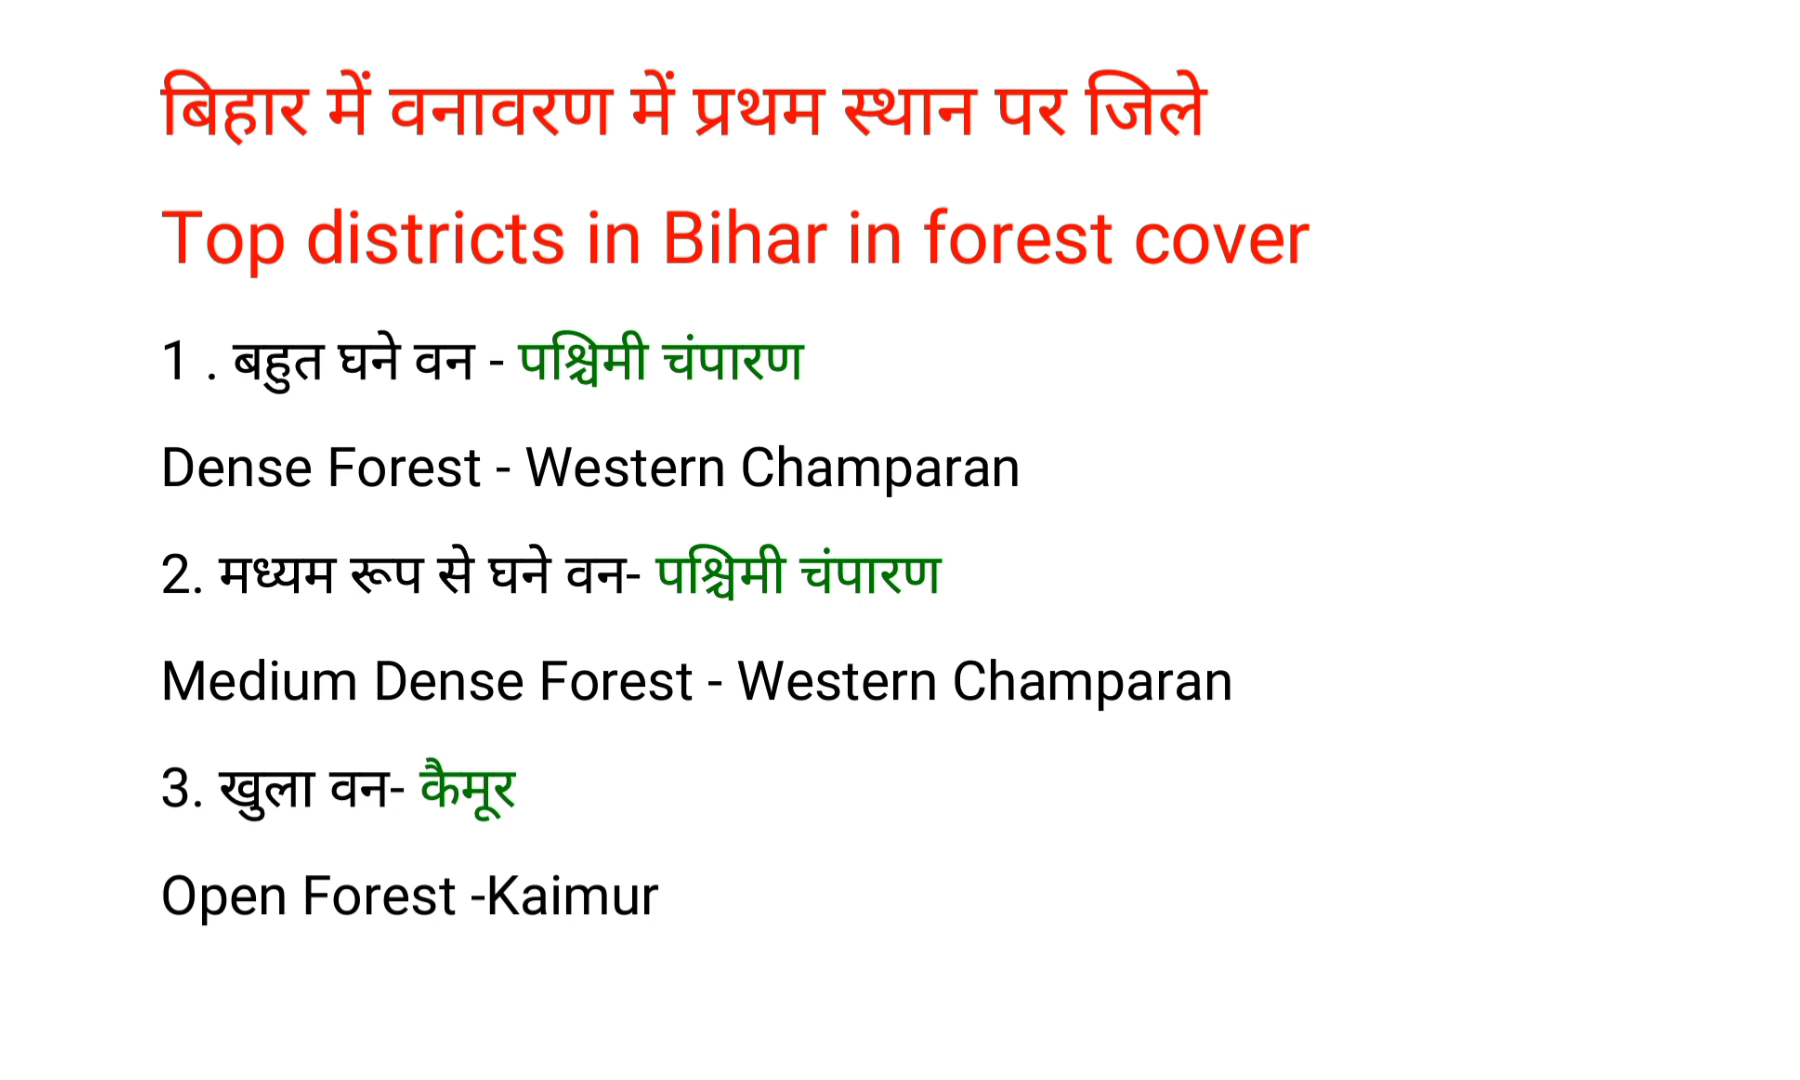 बिहार में वनावरण में प्रथम स्थान पर जिले
Top districts in Bihar in forest cover
1 . बहुत घने वन - पश्चिमी चंपारण
Dense Forest - Western Champaran
2. मध्यम रूप से घने वन- पश्चिमी चंपारण
Medium Dense Forest - Western Champaran
3. खुला वन- कैमूर
Open Forest -Kaimur